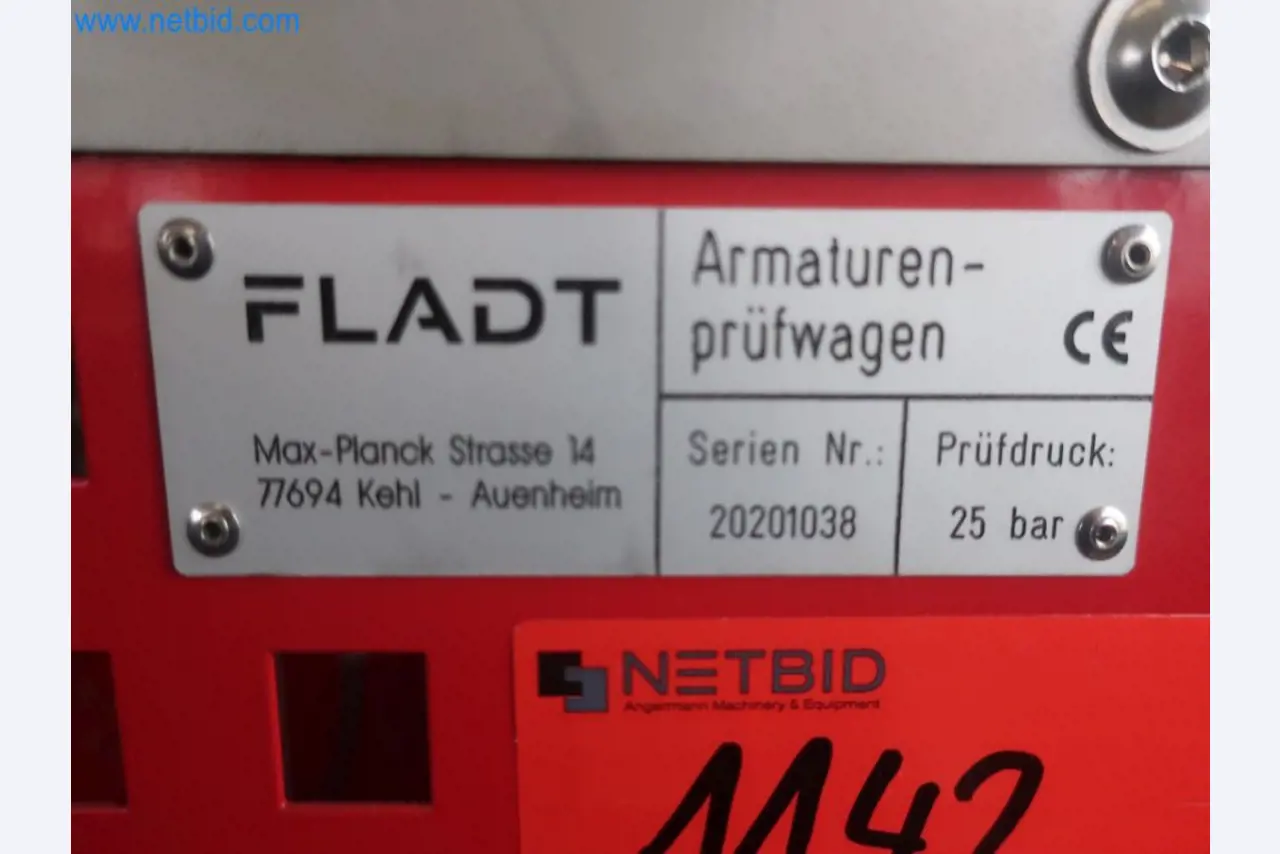 www.netbid.com
FLADT
Max-Planck Strasse 14
77694 Kehl - Auenheim
Armaturen-
prüfwagen
CE
Serien Nr.:
20201038
Prüfdruck:
25 bar
NETBID
Angermann Machinery & Equipment
1142